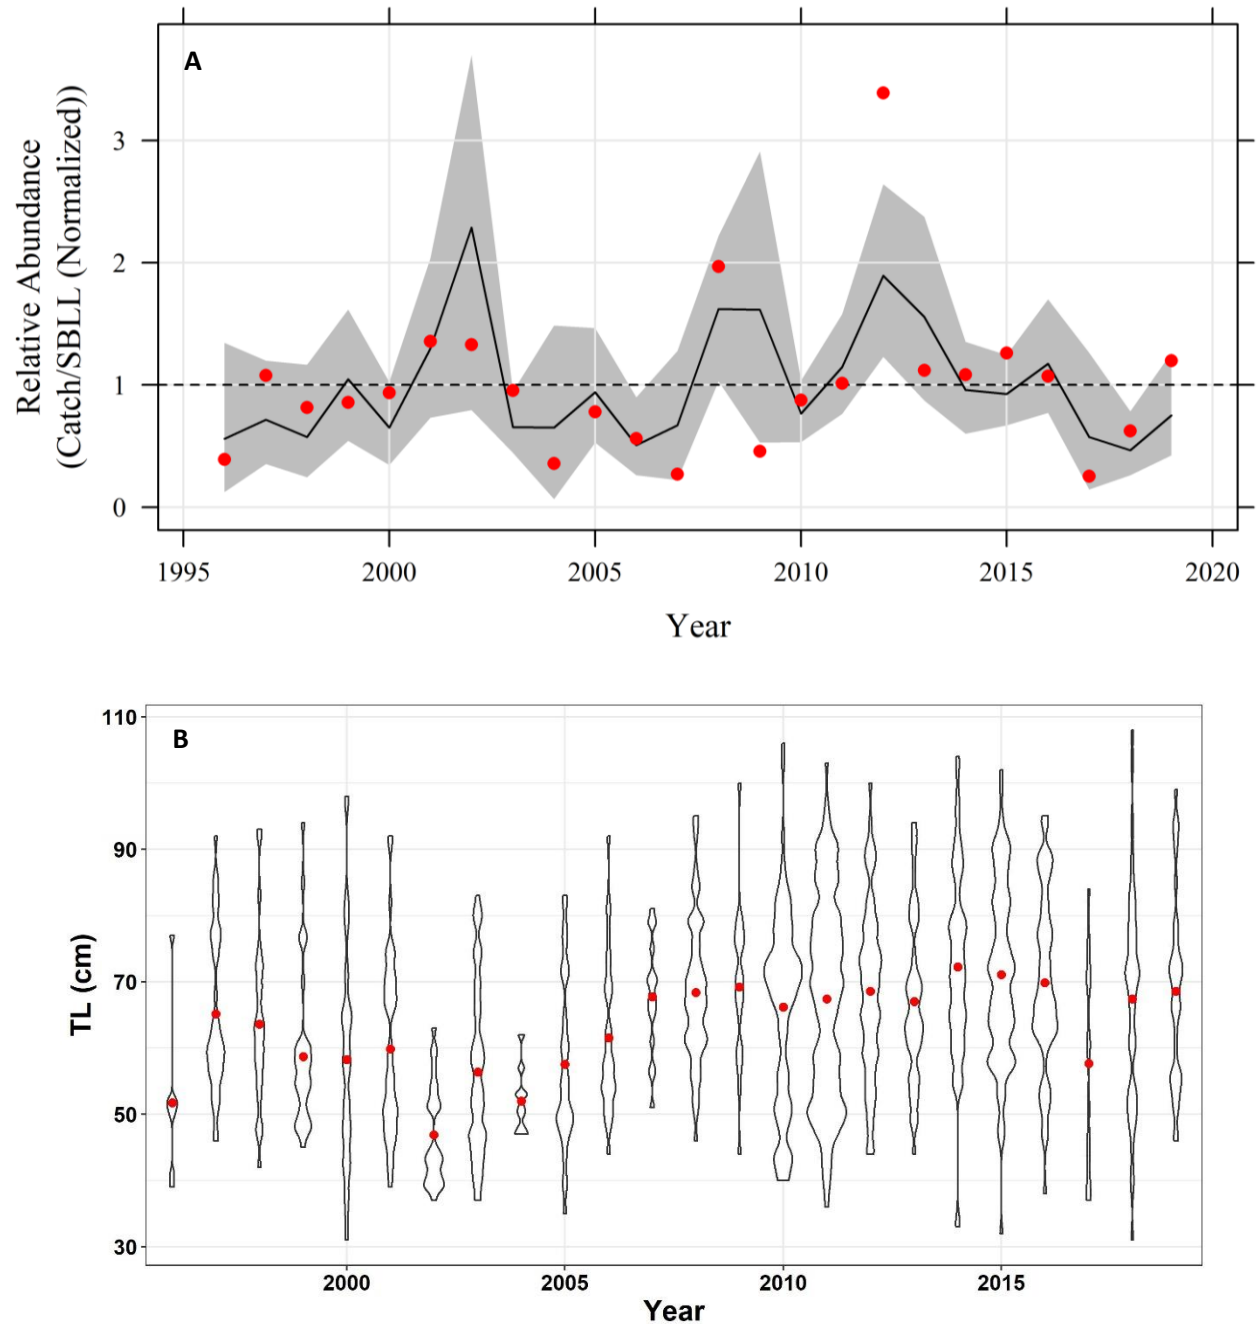 A
Relative Abundance
(Catch/SBLL (Normalized))
3
2
1
0
1995 2000 2005 2010 2015 2020
Year
B
TL (cm)
110
90
70
50
30
2000 2005 2010 2015
Year